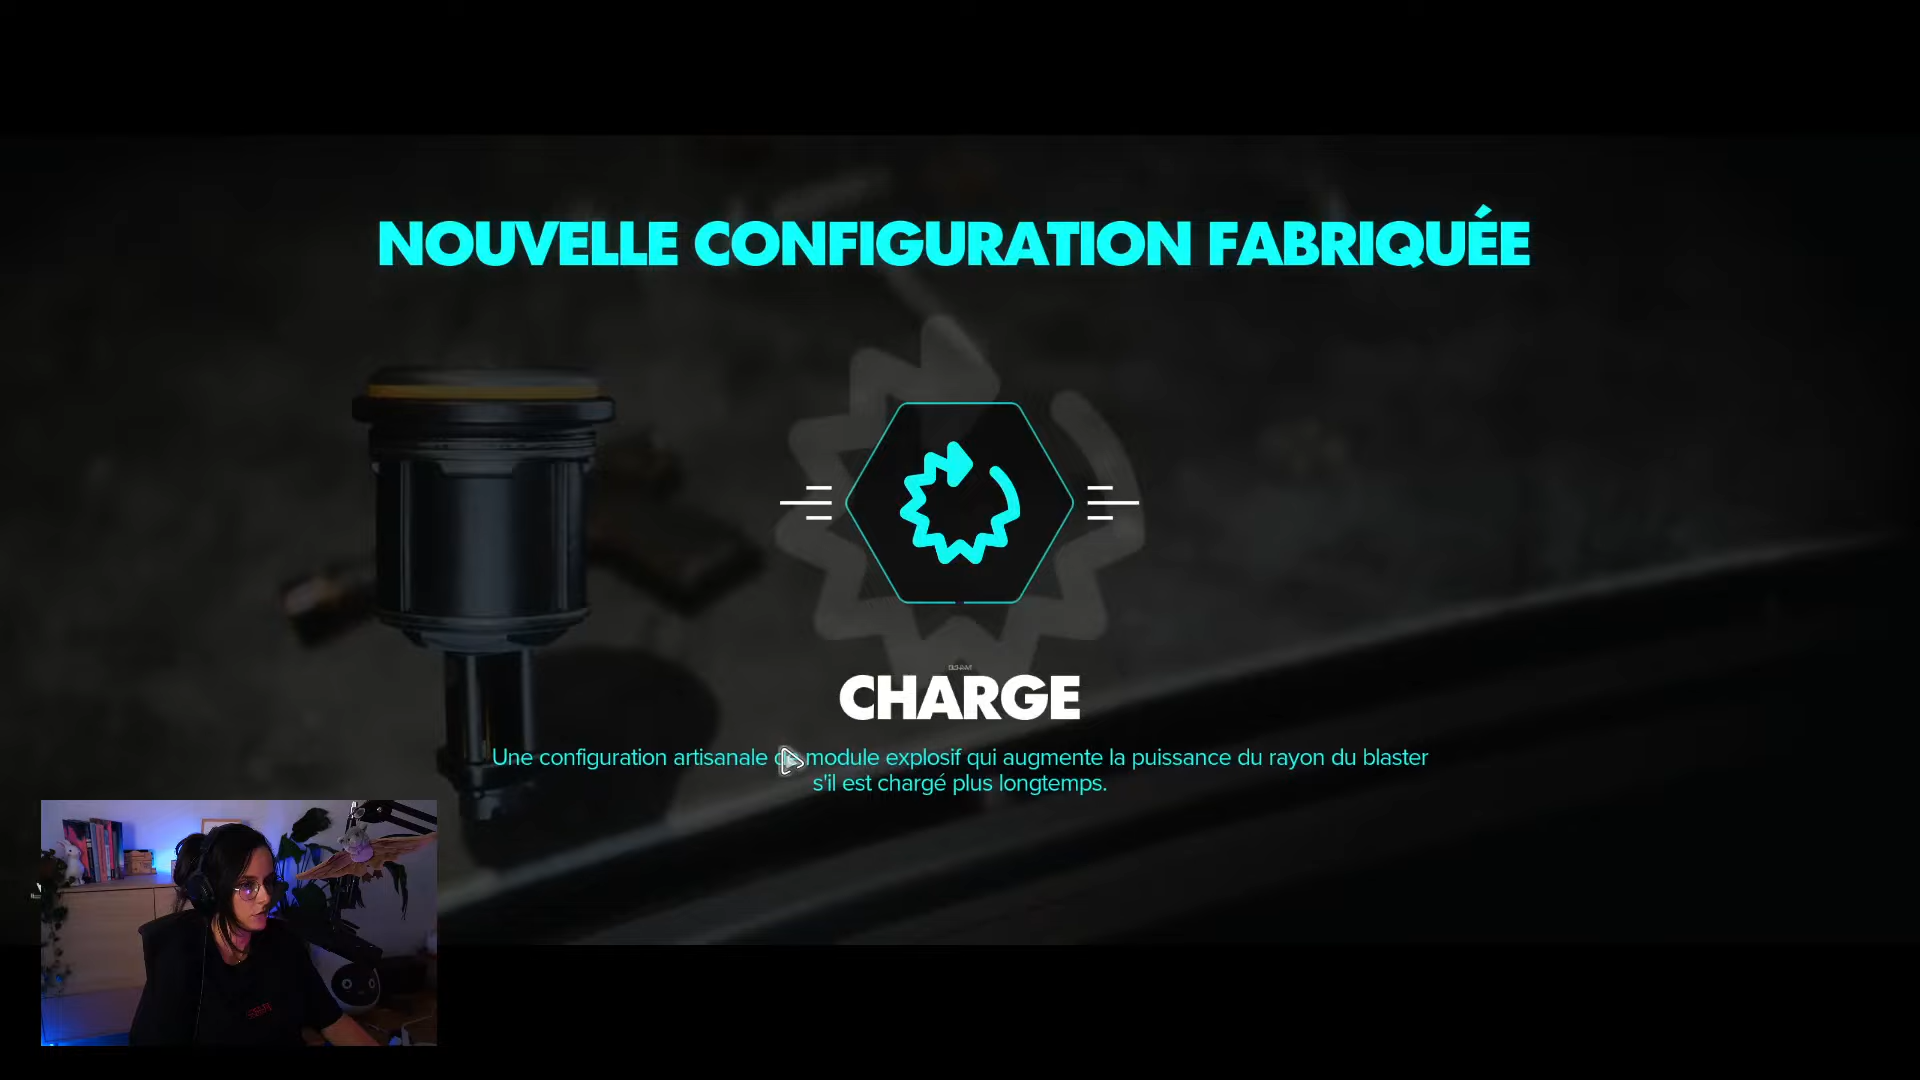 NOUVELLE CONFIGURATION FABRIQUÉE
CHARGE
Une configuration artisanale module explosif qui augmente la puissance du rayon du blaster
s'il est chargé plus longtemps.